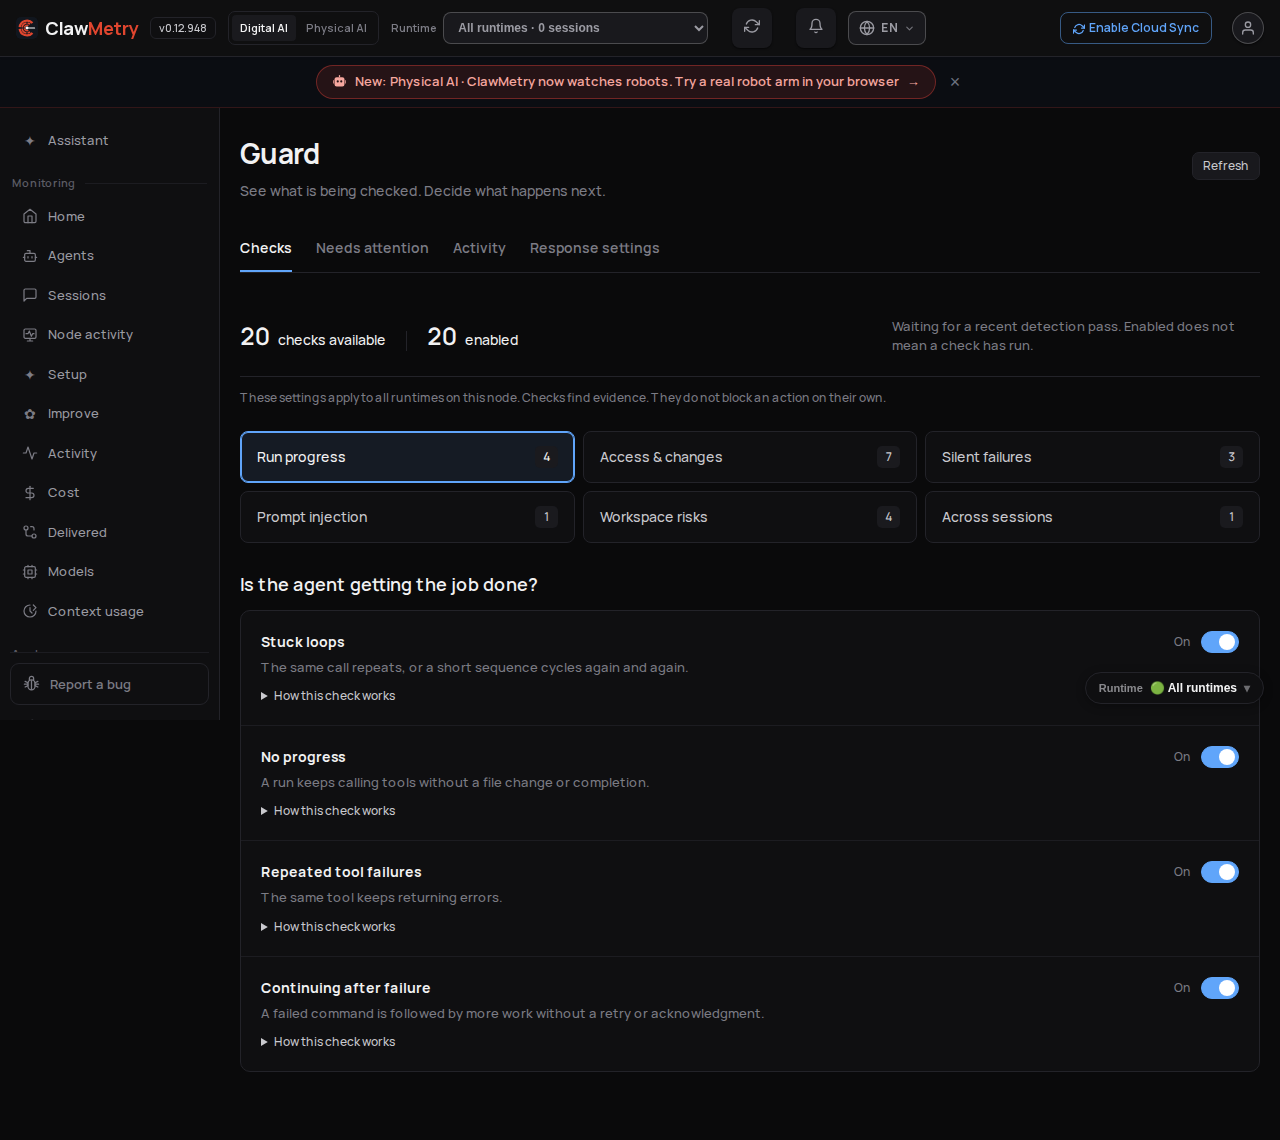 ClawMetry
v0.12.948
Digital AI
Physical AI
Runtime
All runtimes · 0 sessions
EN
Enable Cloud Sync
New: Physical AI · ClawMetry now watches robots. Try a real robot arm in your browser →
×
Assistant
Monitoring
Home
Agents
Sessions
Node activity
Setup
Improve
Activity
Cost
Delivered
Models
Context usage
Report a bug
Guard
See what is being checked. Decide what happens next.
Refresh
Checks
Needs attention
Activity
Response settings
20 checks available
20 enabled
Waiting for a recent detection pass. Enabled does not
mean a check has run.
These settings apply to all runtimes on this node. Checks find evidence. They do not block an action on their own.
Run progress 4
Access & changes 7
Silent failures 3
Prompt injection 1
Workspace risks 4
Across sessions 1
Is the agent getting the job done?
Stuck loops
On
The same call repeats, or a short sequence cycles again and again.
How this check works
Runtime All runtimes ▾
No progress
On
A run keeps calling tools without a file change or completion.
How this check works
Repeated tool failures
On
The same tool keeps returning errors.
How this check works
Continuing after failure
On
A failed command is followed by more work without a retry or acknowledgment.
How this check works